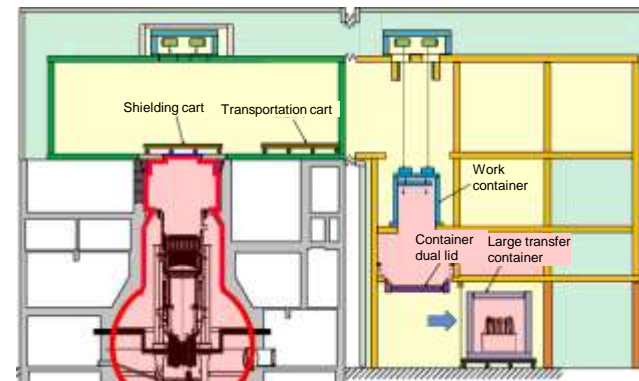 Shielding cart
Transportation cart
Work
container
Container
dual lid
Large transfer
container